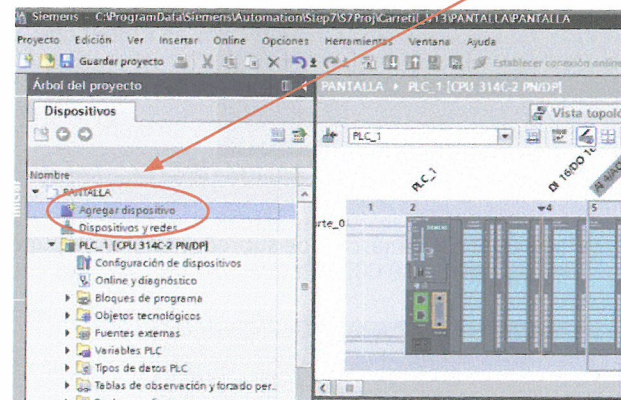 Siemens - C:\ProgramData\Siemens\Automation\Step7\S7Proj\Carretil_V13\PANTALLA\PANTALLA
Proyecto Edición Ver Insertar Online Opciones Herramientas Ventana Ayuda
Guardar proyecto Establecer conexión online
Árbol del proyecto PANTALLA PLC_1 [CPU 314C-2 PN/DP]
Dispositivos Vista topoló
PLC_1
Nombre
PANTALLA PLC_1 DI 16/DO 16
Agregar dispositivo 1 2 4 5
Dispositivos y redes rte_0
PLC_1 [CPU 314C-2 PN/DP] SIEMENS
Configuración de dispositivos
Online y diagnóstico
Bloques de programa
Objetos tecnológicos
Fuentes externas
Variables PLC
Tipos de datos PLC
Tablas de observación y forzado per...